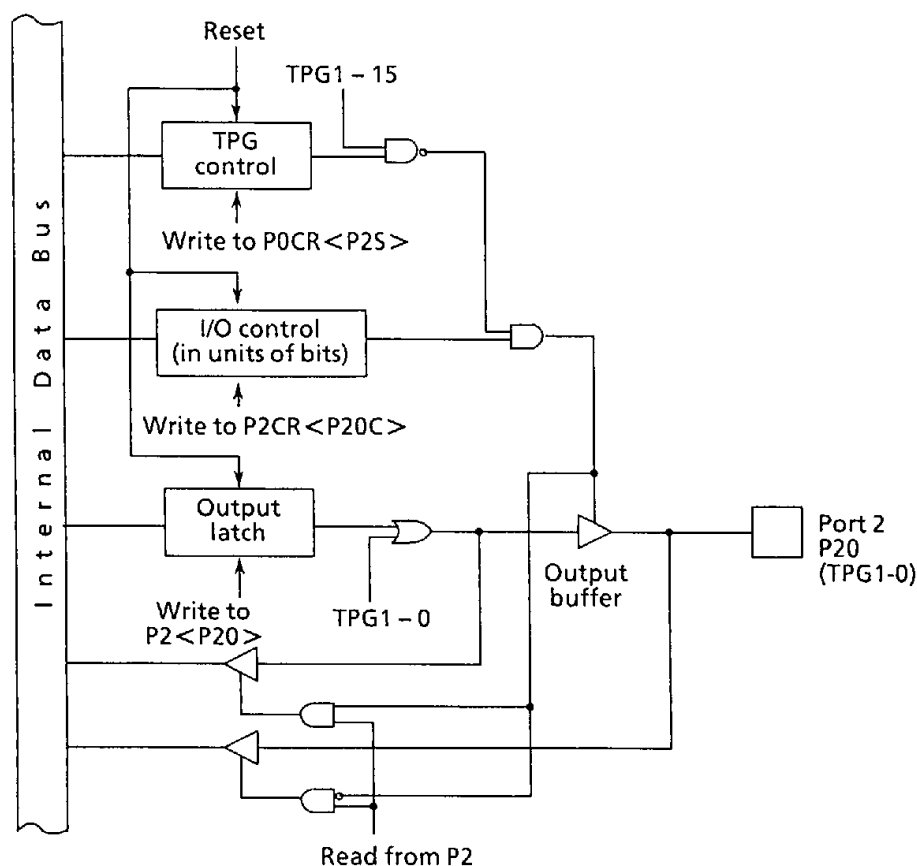 Reset
TPG1 – 15
TPG
control
Write to P0CR<P2S>
I/O control
(in units of bits)
Write to P2CR<P20C>
Output
latch
Write to
P2<P20>
TPG1 – 0
Output
buffer
Port 2
P20
(TPG1-0)
Read from P2
Internal Data Bus